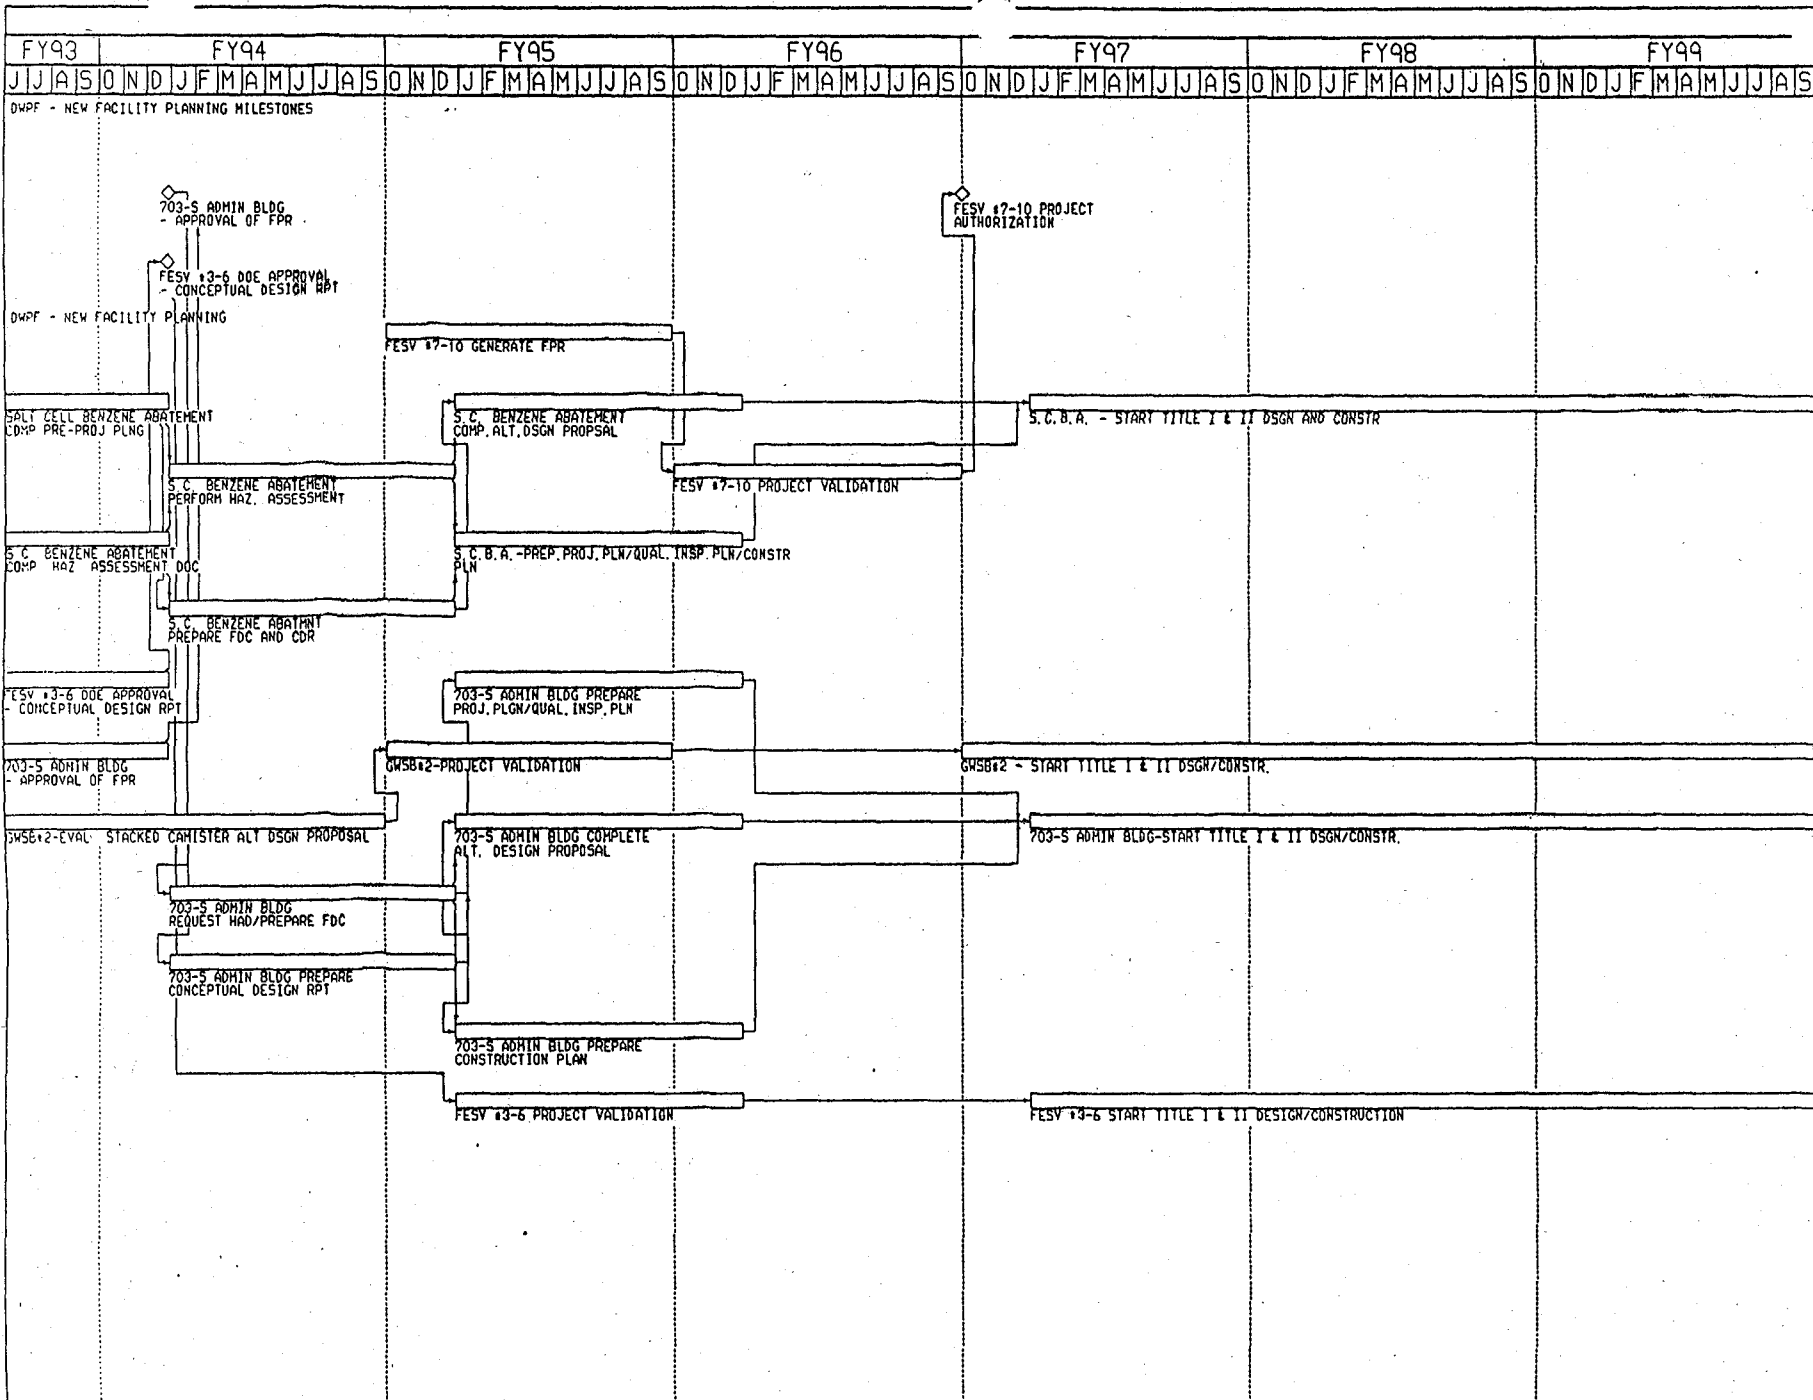 FY93 FY94 FY95 FY96 FY97 FY98 FY99
J J A S O N D J F M A M J J A S O N D J F M A M J J A S O N D J F M A M J J A S O N D J F M A M J J A S O N D J F M A M J J A S O N D J F M A M J J A S
DWPF - NEW FACILITY PLANNING MILESTONES
703-S ADMIN BLDG
- APPROVAL OF FPR
FESV #7-10 PROJECT
AUTHORIZATION
FESV #3-6 DOE APPROVAL
- CONCEPTUAL DESIGN RPT
DWPF - NEW FACILITY PLANNING
FESV #7-10 GENERATE FPR
SALT CELL BENZENE ABATEMENT
COMP PRE-PROJ PLNG
S.C. BENZENE ABATEMENT
COMP.ALT.DSGN PROPSAL
S.C.B.A. - START TITLE I & II DSGN AND CONSTR
S.C. BENZENE ABATEMENT
PERFORM HAZ. ASSESSMENT
FESV #7-10 PROJECT VALIDATION
S.C. BENZENE ABATEMENT
COMP HAZ ASSESSMENT DOC
S.C.B.A.-PREP.PROJ.PLN/QUAL.INSP.PLN/CONSTR
PLN
S.C. BENZENE ABATMNT
PREPARE FDC AND CDR
FESV #3-6 DOE APPROVAL
- CONCEPTUAL DESIGN RPT
703-S ADMIN BLDG PREPARE
PROJ.PLGN/QUAL.INSP.PLN
703-S ADMIN BLDG
- APPROVAL OF FPR
GWSB#2-PROJECT VALIDATION
GWSB#2 - START TITLE I & II DSGN/CONSTR.
GWSB#2-EVAL STACKED CANISTER ALT DSGN PROPOSAL
703-S ADMIN BLDG COMPLETE
ALT. DESIGN PROPOSAL
703-S ADMIN BLDG-START TITLE I & II DSGN/CONSTR.
703-S ADMIN BLDG
REQUEST HAD/PREPARE FDC
703-S ADMIN BLDG PREPARE
CONCEPTUAL DESIGN RPT
703-S ADMIN BLDG PREPARE
CONSTRUCTION PLAN
FESV #3-6 PROJECT VALIDATION
FESV #3-6 START TITLE I & II DESIGN/CONSTRUCTION